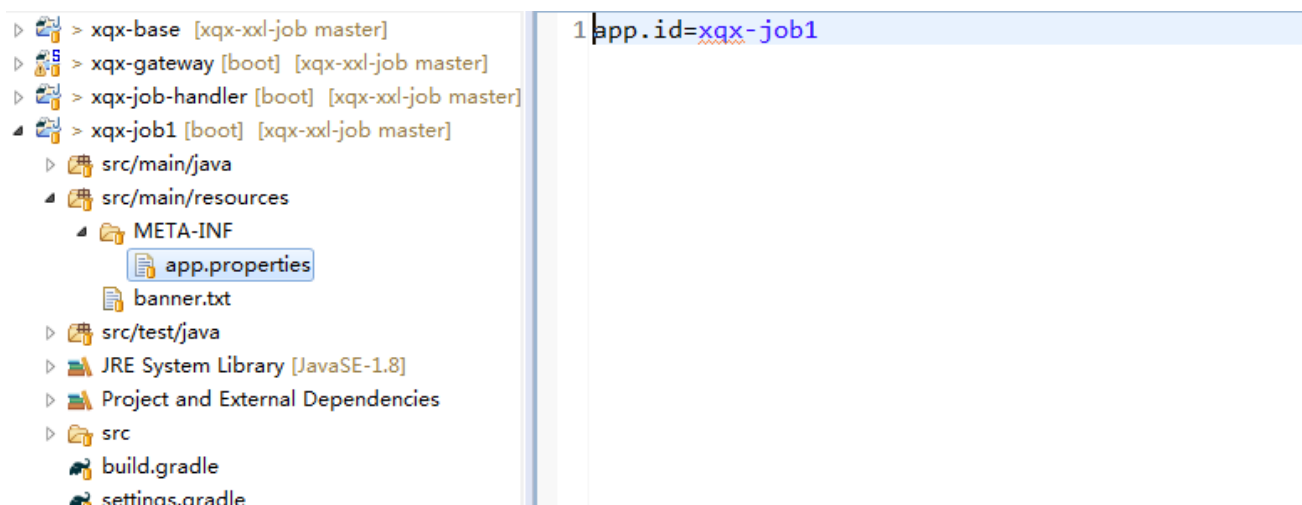 > xqx-base [xqx-xxl-job master]
> xqx-gateway [boot] [xqx-xxl-job master]
> xqx-job-handler [boot] [xqx-xxl-job master]
> xqx-job1 [boot] [xqx-xxl-job master]
src/main/java
src/main/resources
META-INF
app.properties
banner.txt
src/test/java
JRE System Library [JavaSE-1.8]
Project and External Dependencies
src
build.gradle
settings.gradle
1 app.id=xqx-job1